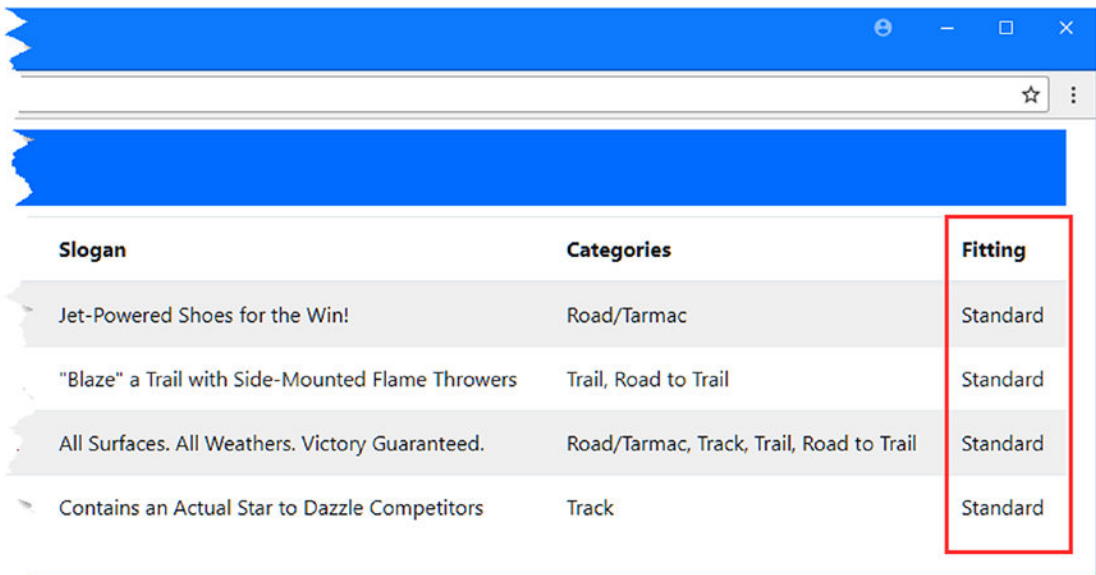 Slogan Categories Fitting
Jet-Powered Shoes for the Win! Road/Tarmac Standard
"Blaze" a Trail with Side-Mounted Flame Throwers Trail, Road to Trail Standard
All Surfaces. All Weathers. Victory Guaranteed. Road/Tarmac, Track, Trail, Road to Trail Standard
Contains an Actual Star to Dazzle Competitors Track Standard